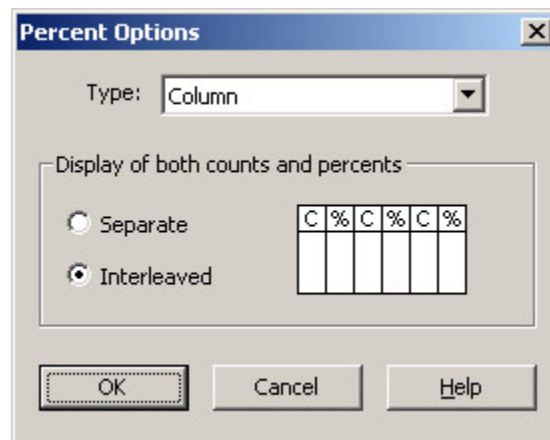 Percent Options
Type: Column
Display of both counts and percents
Separate
C % C % C %
Interleaved
OK Cancel Help